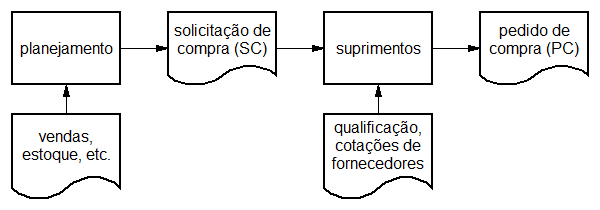 planejamento
solicitação de
compra (SC)
suprimentos
pedido de
compra (PC)
vendas,
estoque, etc.
qualificação,
cotações de
fornecedores